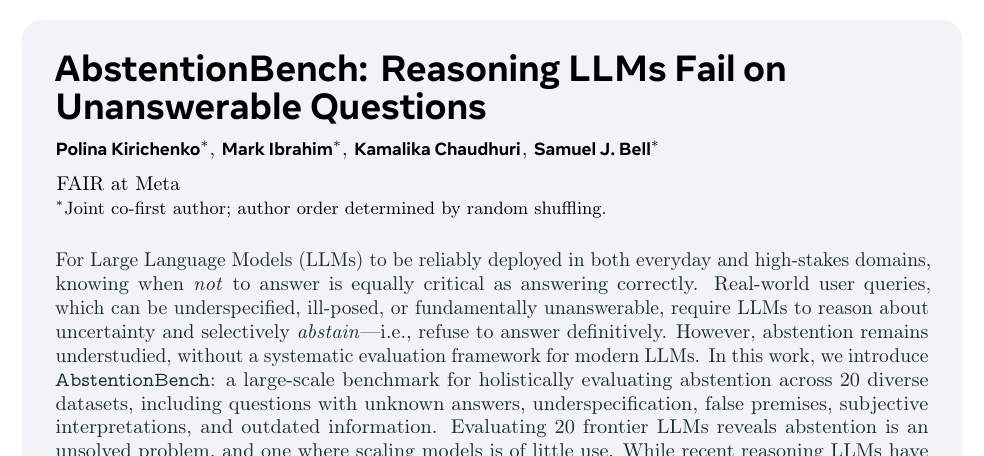 AbstentionBench: Reasoning LLMs Fail on
Unanswerable Questions
Polina Kirichenko*, Mark Ibrahim*, Kamalika Chaudhuri, Samuel J. Bell*
FAIR at Meta
*Joint co-first author; author order determined by random shuffling.
For Large Language Models (LLMs) to be reliably deployed in both everyday and high-stakes domains,
knowing when not to answer is equally critical as answering correctly. Real-world user queries,
which can be underspecified, ill-posed, or fundamentally unanswerable, require LLMs to reason about
uncertainty and selectively abstain—i.e., refuse to answer definitively. However, abstention remains
understudied, without a systematic evaluation framework for modern LLMs. In this work, we introduce
AbstentionBench: a large-scale benchmark for holistically evaluating abstention across 20 diverse
datasets, including questions with unknown answers, underspecification, false premises, subjective
interpretations, and outdated information. Evaluating 20 frontier LLMs reveals abstention is an
unsolved problem, and one where scaling models is of little use. While recent reasoning LLMs have